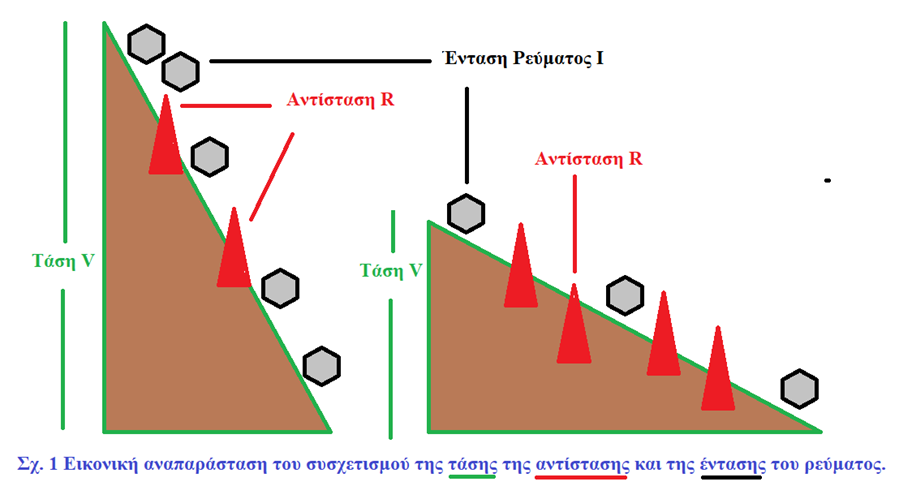 Ένταση Ρεύματος Ι
Αντίσταση R
Αντίσταση R
Τάση V
Τάση V
Σχ. 1 Εικονική αναπαράσταση του συσχετισμού της τάσης της αντίστασης και της έντασης του ρεύματος.